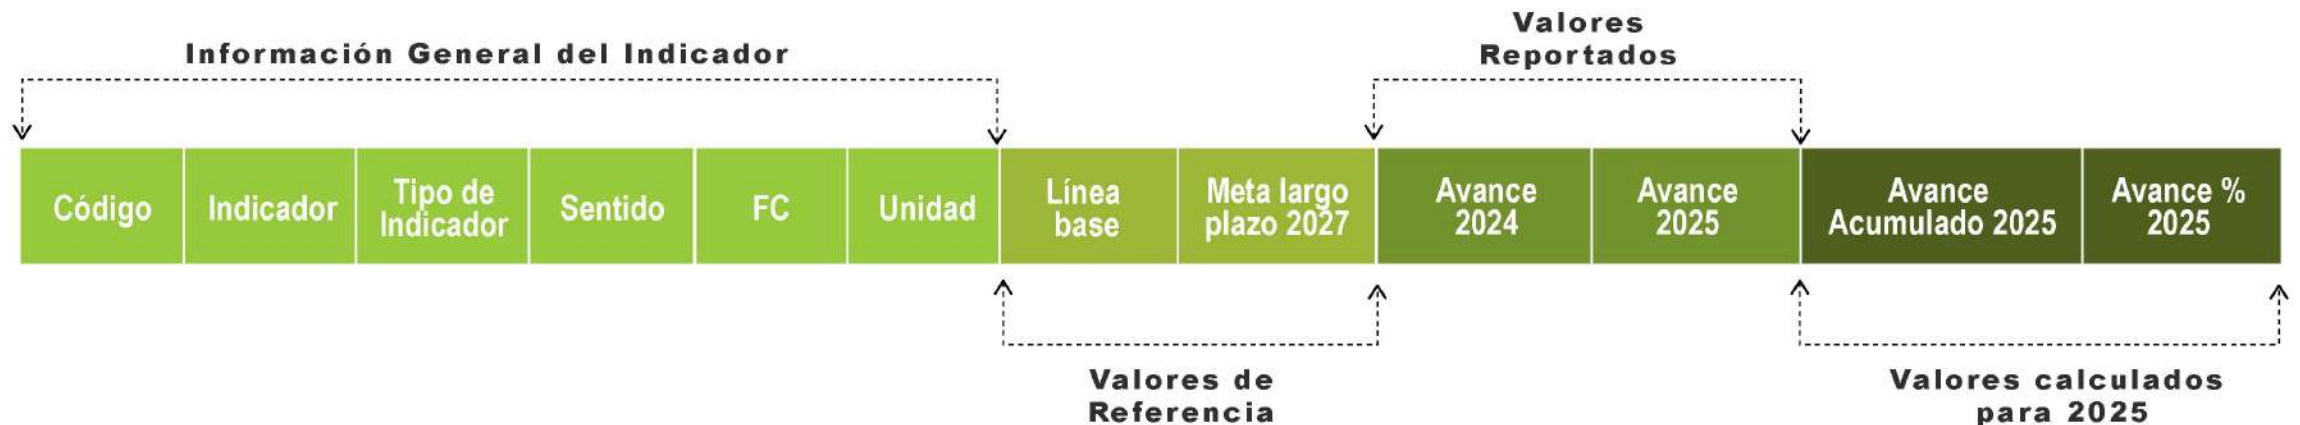 Información General del Indicador
Valores
Reportados
Código
Indicador
Tipo de
Indicador
Sentido
FC
Unidad
Línea
base
Meta largo
plazo 2027
Avance
2024
Avance
2025
Avance
Acumulado 2025
Avance %
2025
Valores de
Referencia
Valores calculados
para 2025